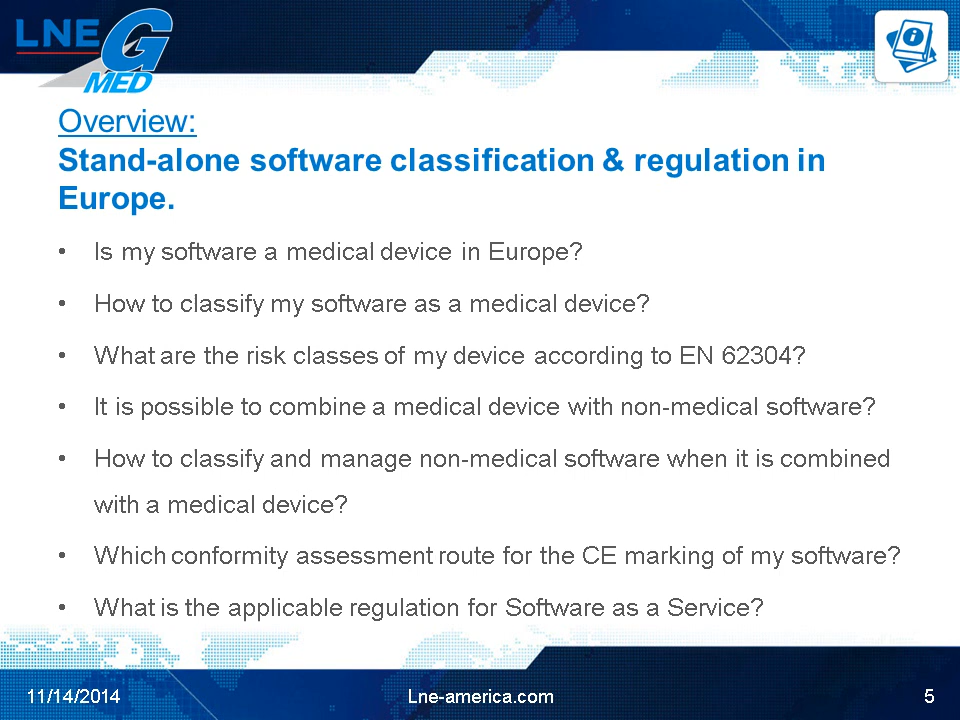 LNE G
MED
Overview:
Stand-alone software classification & regulation in
Europe.
• Is my software a medical device in Europe?
• How to classify my software as a medical device?
• What are the risk classes of my device according to EN 62304?
• It is possible to combine a medical device with non-medical software?
• How to classify and manage non-medical software when it is combined
with a medical device?
• Which conformity assessment route for the CE marking of my software?
• What is the applicable regulation for Software as a Service?
11/14/2014
Lne-america.com
5